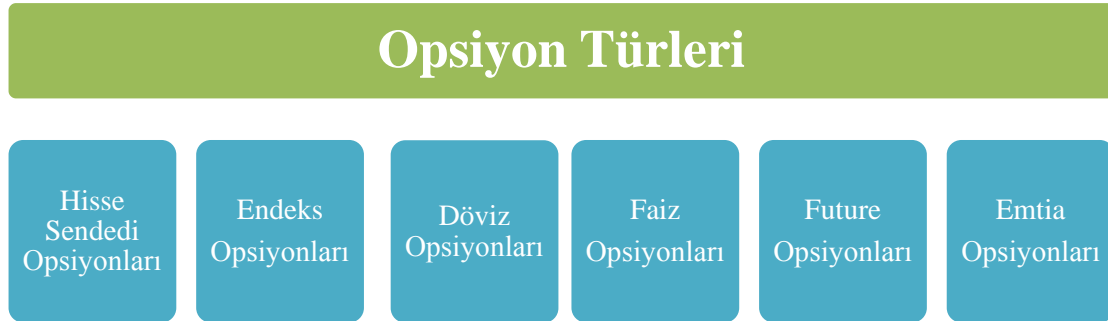 Opsiyon Türleri
Hisse
Sendedi
Opsiyonları
Endeks
Opsiyonları
Döviz
Opsiyonları
Faiz
Opsiyonları
Future
Opsiyonları
Emtia
Opsiyonları